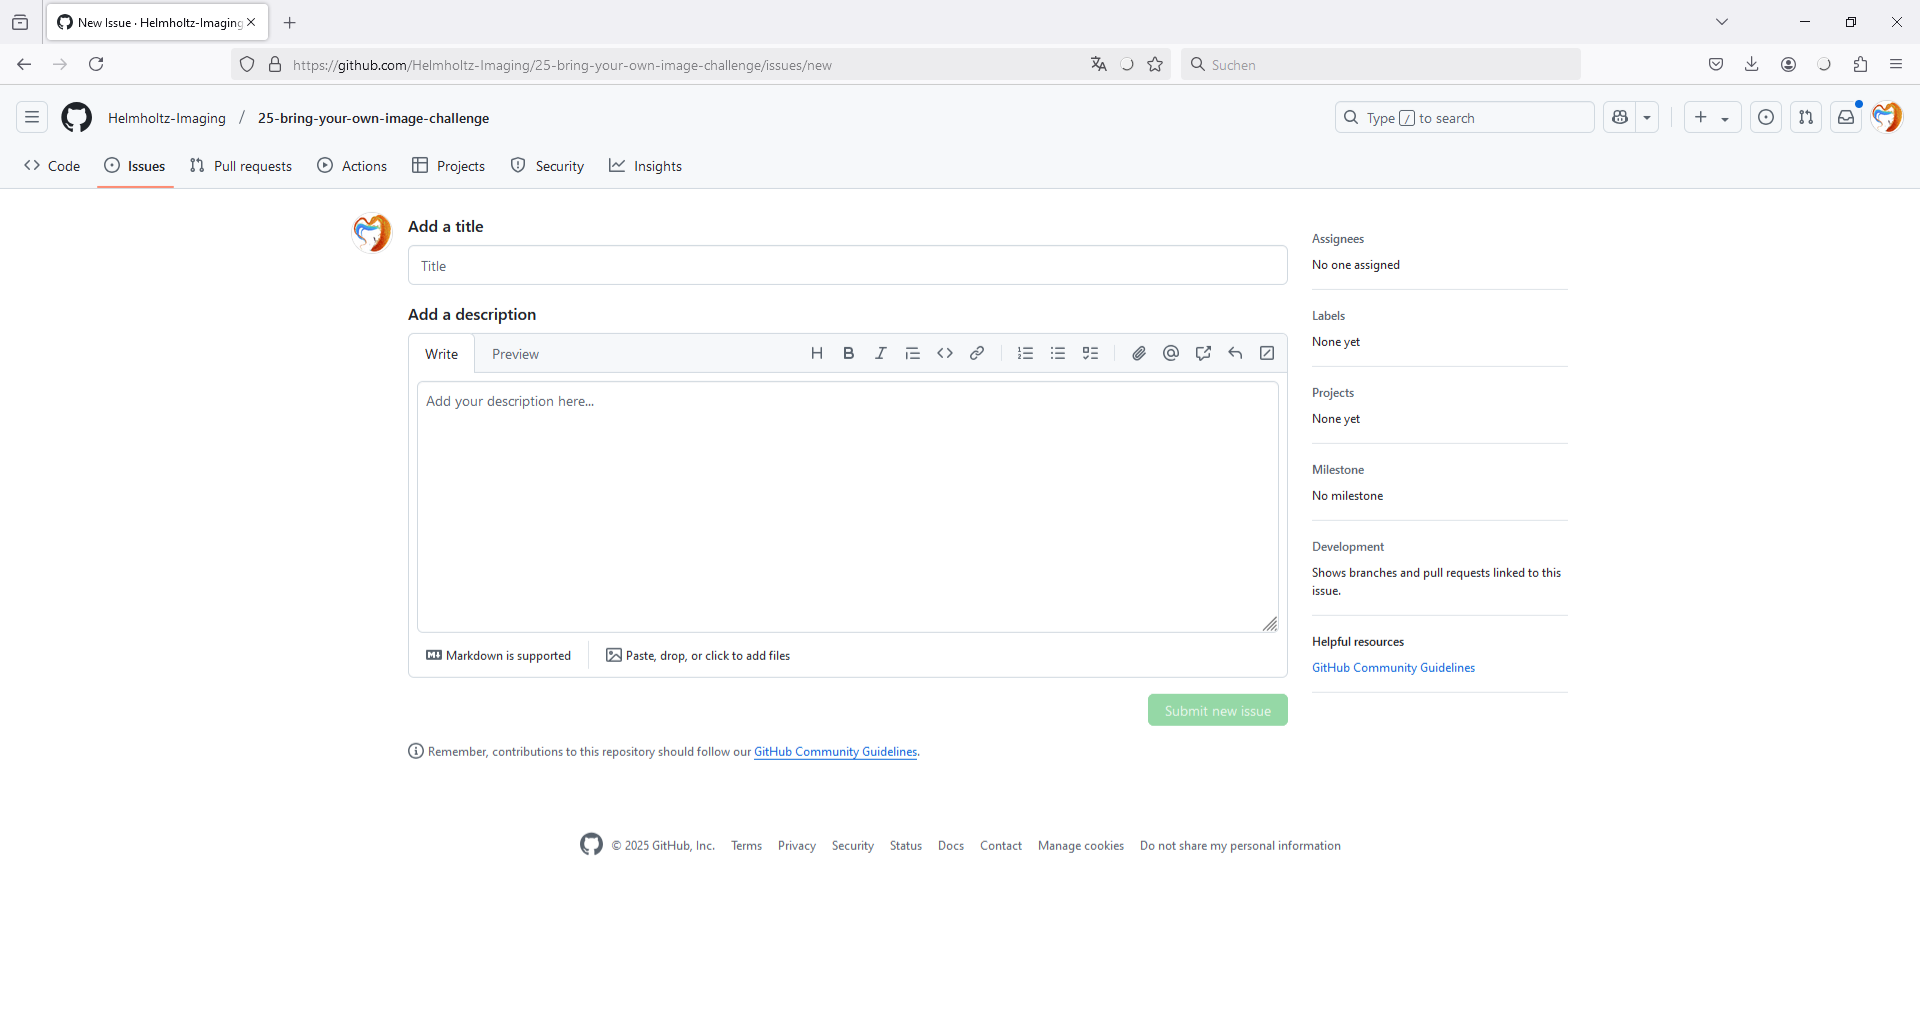 New Issue · Helmholtz-Imaging
https://github.com/Helmholtz-Imaging/25-bring-your-own-image-challenge/issues/new
Suchen
Helmholtz-Imaging / 25-bring-your-own-image-challenge
Type / to search
Code
Issues
Pull requests
Actions
Projects
Security
Insights
Add a title
Title
Add a description
Write
Preview
Add your description here...
Markdown is supported
Paste, drop, or click to add files
Submit new issue
Remember, contributions to this repository should follow our GitHub Community Guidelines.
Assignees
No one assigned
Labels
None yet
Projects
None yet
Milestone
No milestone
Development
Shows branches and pull requests linked to this
issue.
Helpful resources
GitHub Community Guidelines
© 2025 GitHub, Inc.
Terms
Privacy
Security
Status
Docs
Contact
Manage cookies
Do not share my personal information